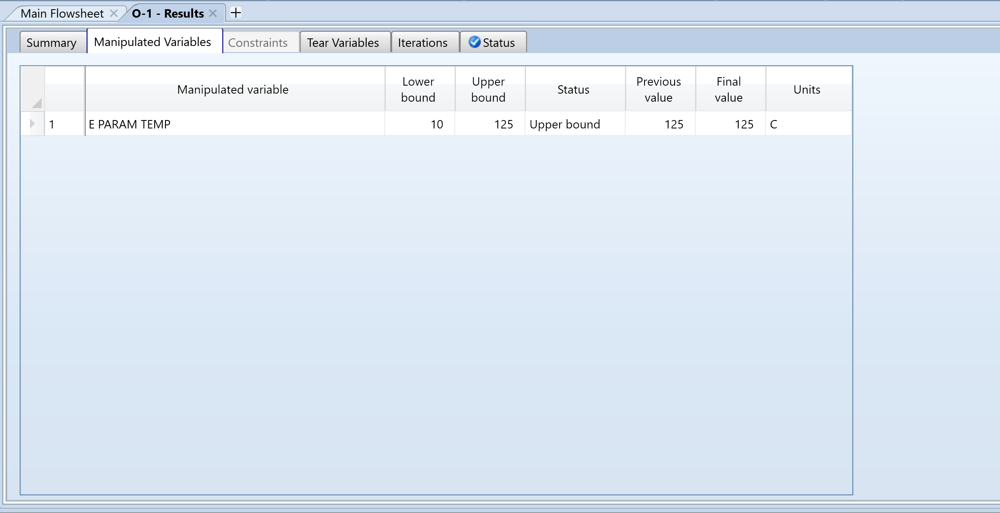 Main Flowsheet O-1 - Results +
Summary Manipulated Variables Constraints Tear Variables Iterations Status
Manipulated variable Lower bound Upper bound Status Previous value Final value Units
1 E PARAM TEMP 10 125 Upper bound 125 125 C